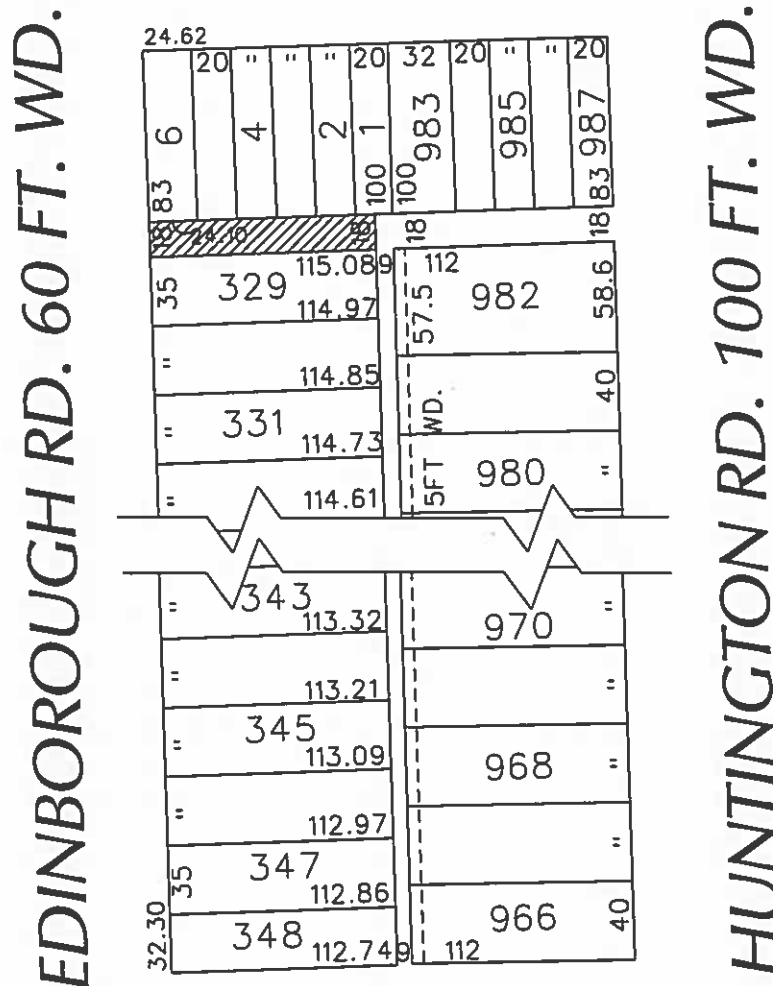 EDINBOROUGH RD. 60 FT. WD.
HUNTINGTON RD. 100 FT. WD.
24.62
20 " " " 20 32 20 " " 20
6 4 2 1 983 985 987
83 100 100 83
18 24.10 18 18 18
115.089 112
35 329 57.5 982 58.6
114.97
" 114.85 40
WD.
" 331 114.73
5FT 980 "
" 114.61
343
113.32 970 "
" 113.21 "
" 345 113.09 968 "
" 112.97 "
35 347 112.86
32.30 348 112.749 112 966 40